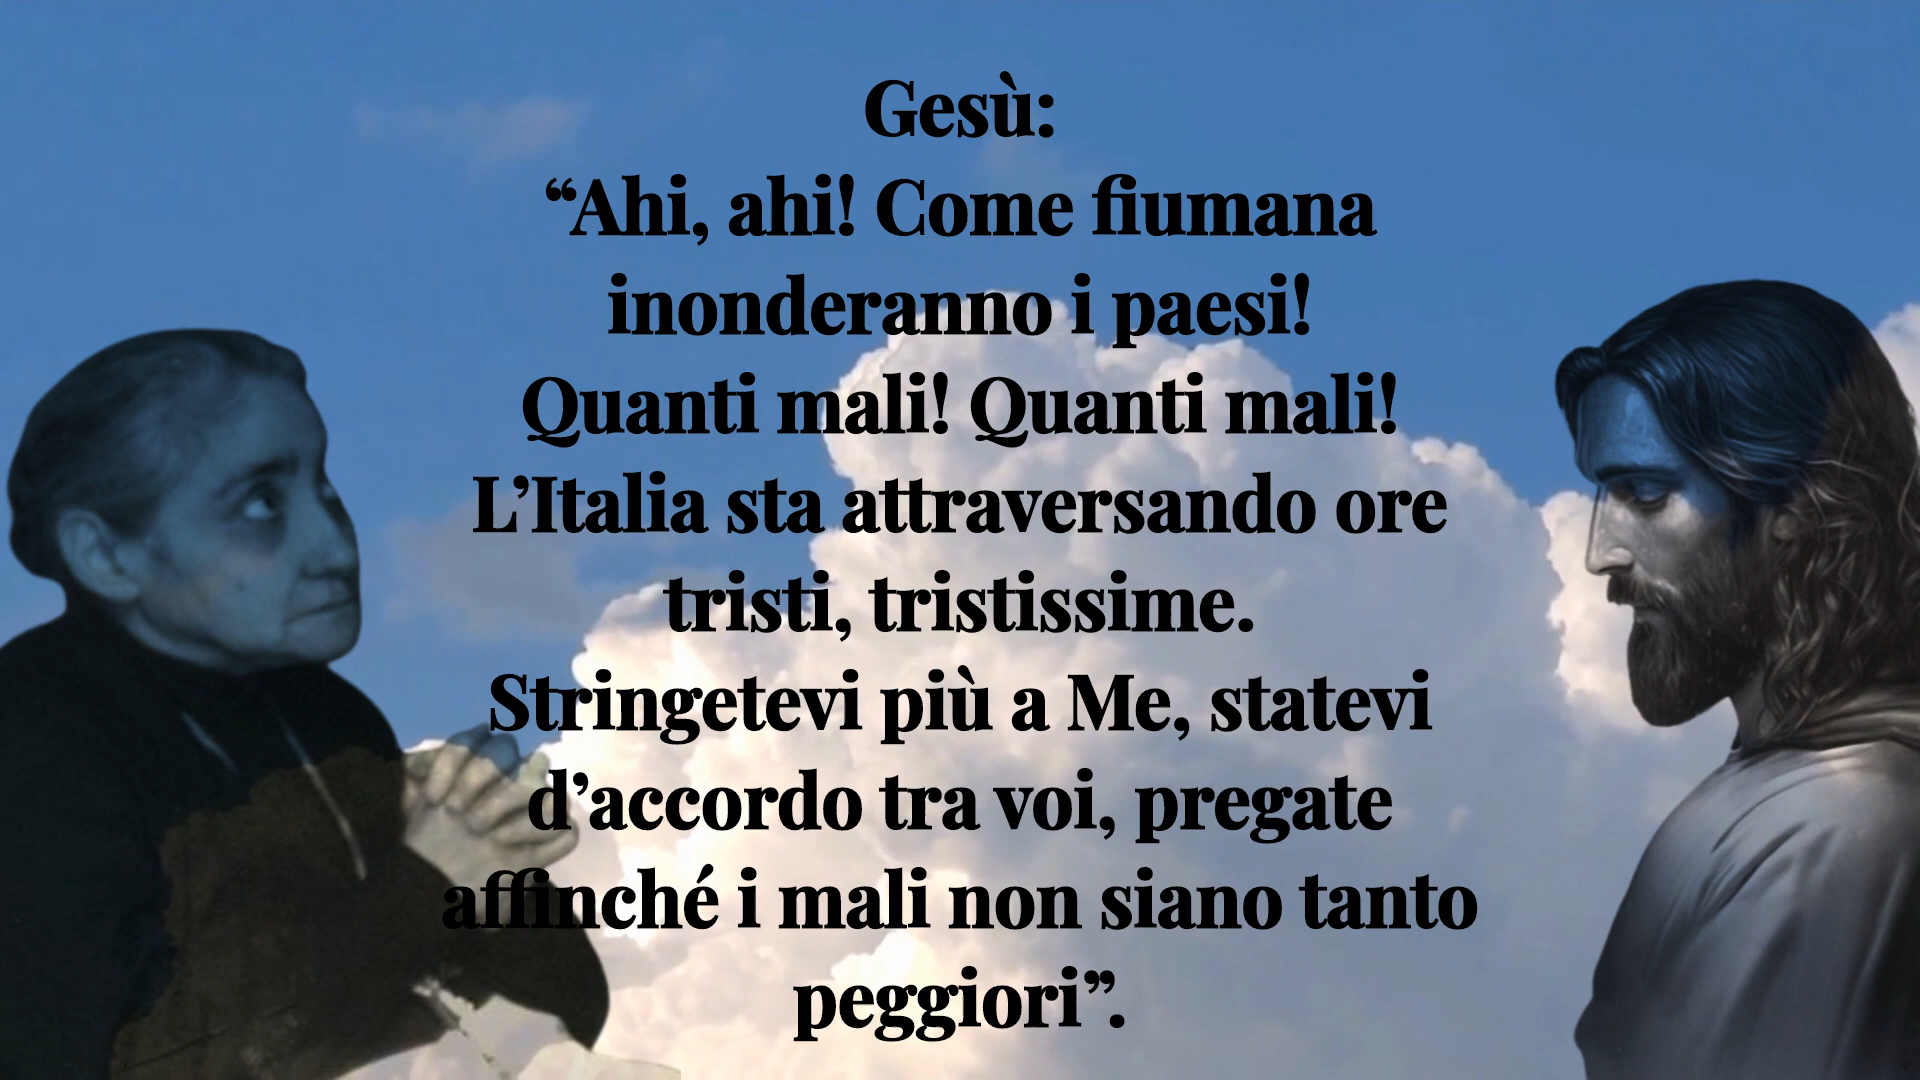 Gesù:
“Ahi, ahi! Come fiumana
inonderanno i paesi!
Quanti mali! Quanti mali!
L’Italia sta attraversando ore
tristi, tristissime.
Stringetevi più a Me, statevi
d’accordo tra voi, pregate
affinché i mali non siano tanto
peggiori”.